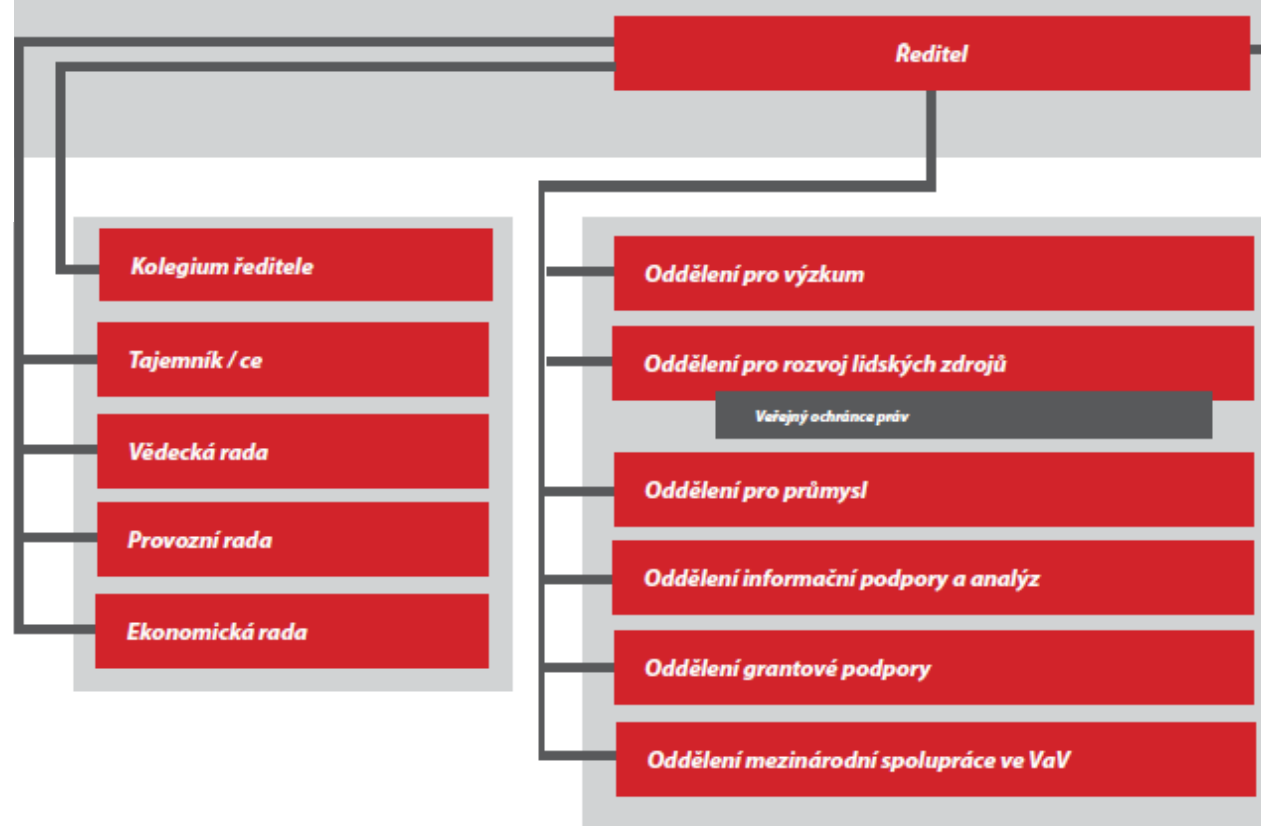 Ředitel
Kolegium ředitele
Tajemník / ce
Vědecká rada
Provozní rada
Ekonomická rada
Oddělení pro výzkum
Oddělení pro rozvoj lidských zdrojů
Veřejný ochránce práv
Oddělení pro průmysl
Oddělení informační podpory a analýz
Oddělení grantové podpory
Oddělení mezinárodní spolupráce ve VaV